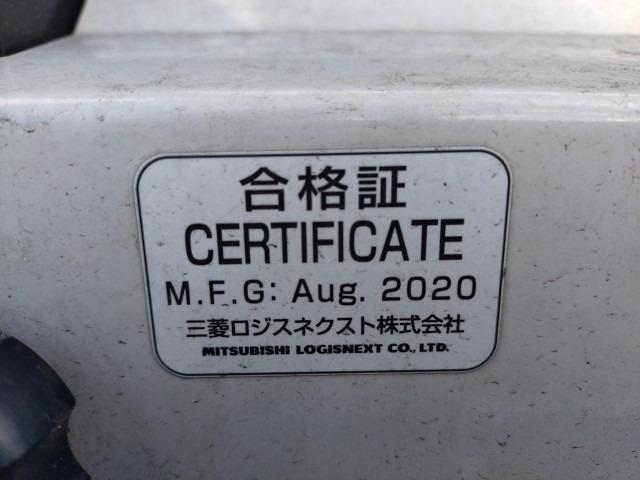 合格証
CERTIFICATE
M.F.G: Aug. 2020
三菱ロジスネクスト株式会社
MITSUBISHI LOGISNEXT CO., LTD.